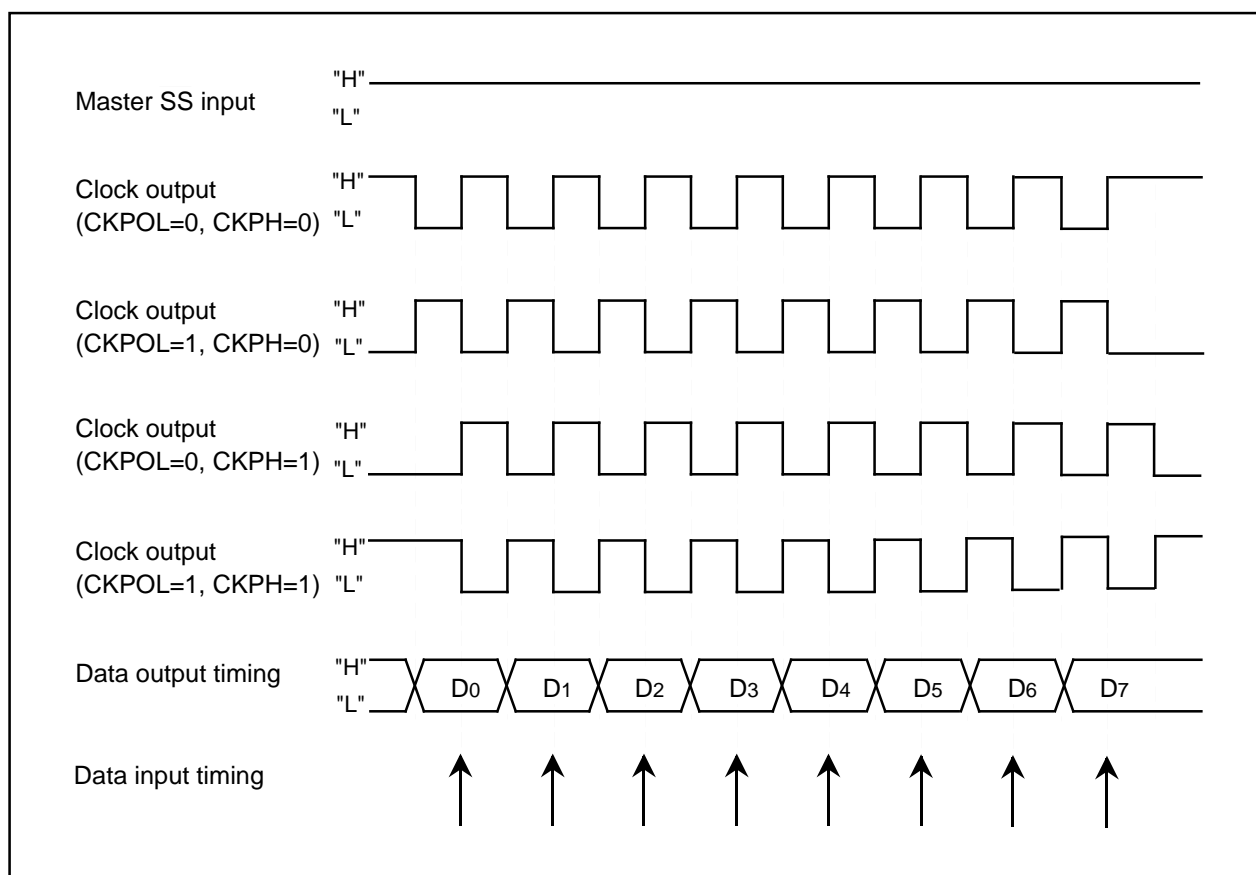 Master SS input
"H"
"L"
Clock output
(CKPOL=0, CKPH=0)
"H"
"L"
Clock output
(CKPOL=1, CKPH=0)
"H"
"L"
Clock output
(CKPOL=0, CKPH=1)
"H"
"L"
Clock output
(CKPOL=1, CKPH=1)
"H"
"L"
Data output timing
"H"
"L"
D0 D1 D2 D3 D4 D5 D6 D7
Data input timing